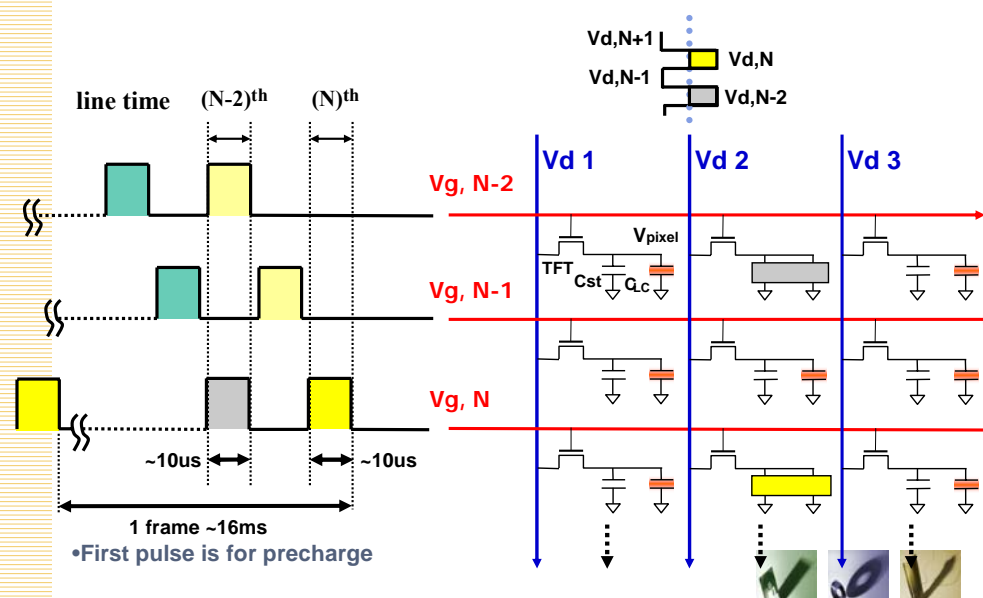 Vd,N+1
Vd,N
Vd,N-1
Vd,N-2
line time (N-2)th (N)th
Vd 1 Vd 2 Vd 3
Vg, N-2
Vpixel
TFT
Cst
CLC
Vg, N-1
Vg, N
~10us ~10us
1 frame ~16ms
•First pulse is for precharge